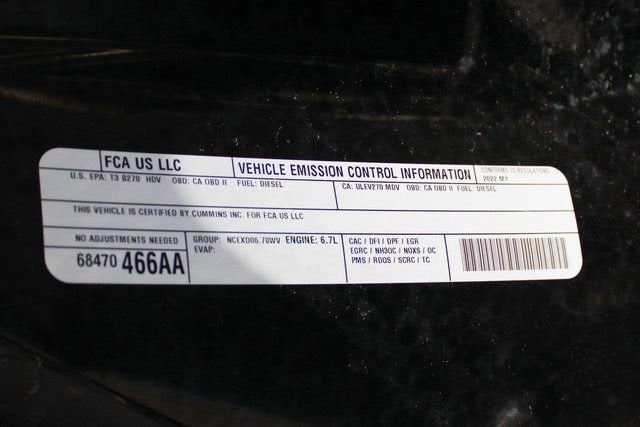 FCA US LLC
VEHICLE EMISSION CONTROL INFORMATION
CONFORMS TO REGULATIONS
2022 MY
U.S. EPA: T3 B270 HDV OBD: CA OBD II FUEL: DIESEL
CA: ULEV270 MDV OBD: CA OBD II FUEL: DIESEL
THIS VEHICLE IS CERTIFIED BY CUMMINS INC. FOR FCA US LLC
NO ADJUSTMENTS NEEDED
68470 466AA
GROUP: NCEXD06.78WV ENGINE: 6.7L
EVAP:
CAC / DFI / DPF / EGR
EGRC / NH3OC / NOXS / OC
PMS / RDQS / SCRC / TC